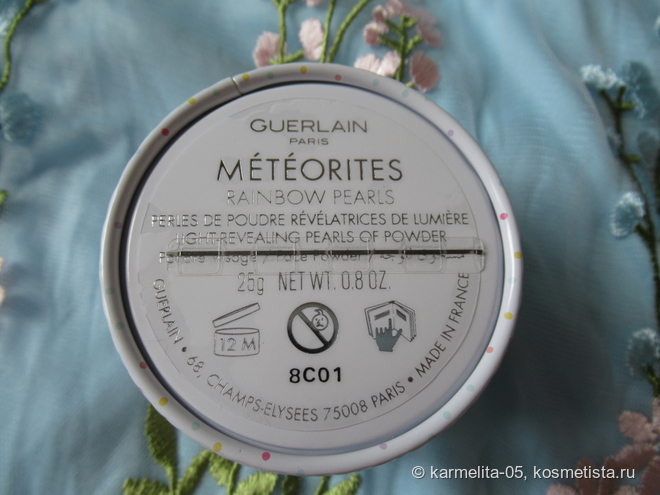 GUERLAIN
PARIS
MÉTÉORITES
RAINBOW PEARLS
PERLES DE POUDRE RÉVÉLATRICES DE LUMIÈRE
LIGHT-REVEALING PEARLS OF POWDER
Powder
25g NET WT. 0.8 OZ.
12 M
8C01
GUERLAIN • 68, CHAMPS-ELYSEES 75008 PARIS • MADE IN FRANCE
© karmelita-05, kosmetista.ru